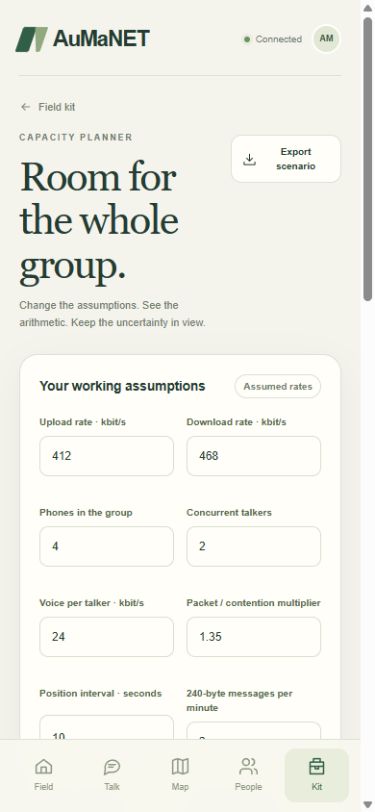 AuMaNET
Connected
AM
← Field kit
CAPACITY PLANNER
Export
scenario
Room for
the whole
group.
Change the assumptions. See the
arithmetic. Keep the uncertainty in view.
Your working assumptions
Assumed rates
Upload rate · kbit/s
Download rate · kbit/s
412
468
Phones in the group
Concurrent talkers
4
2
Voice per talker · kbit/s
Packet / contention multiplier
24
1.35
Position interval · seconds
240-byte messages per
minute
10
Field
Talk
Map
People
Kit